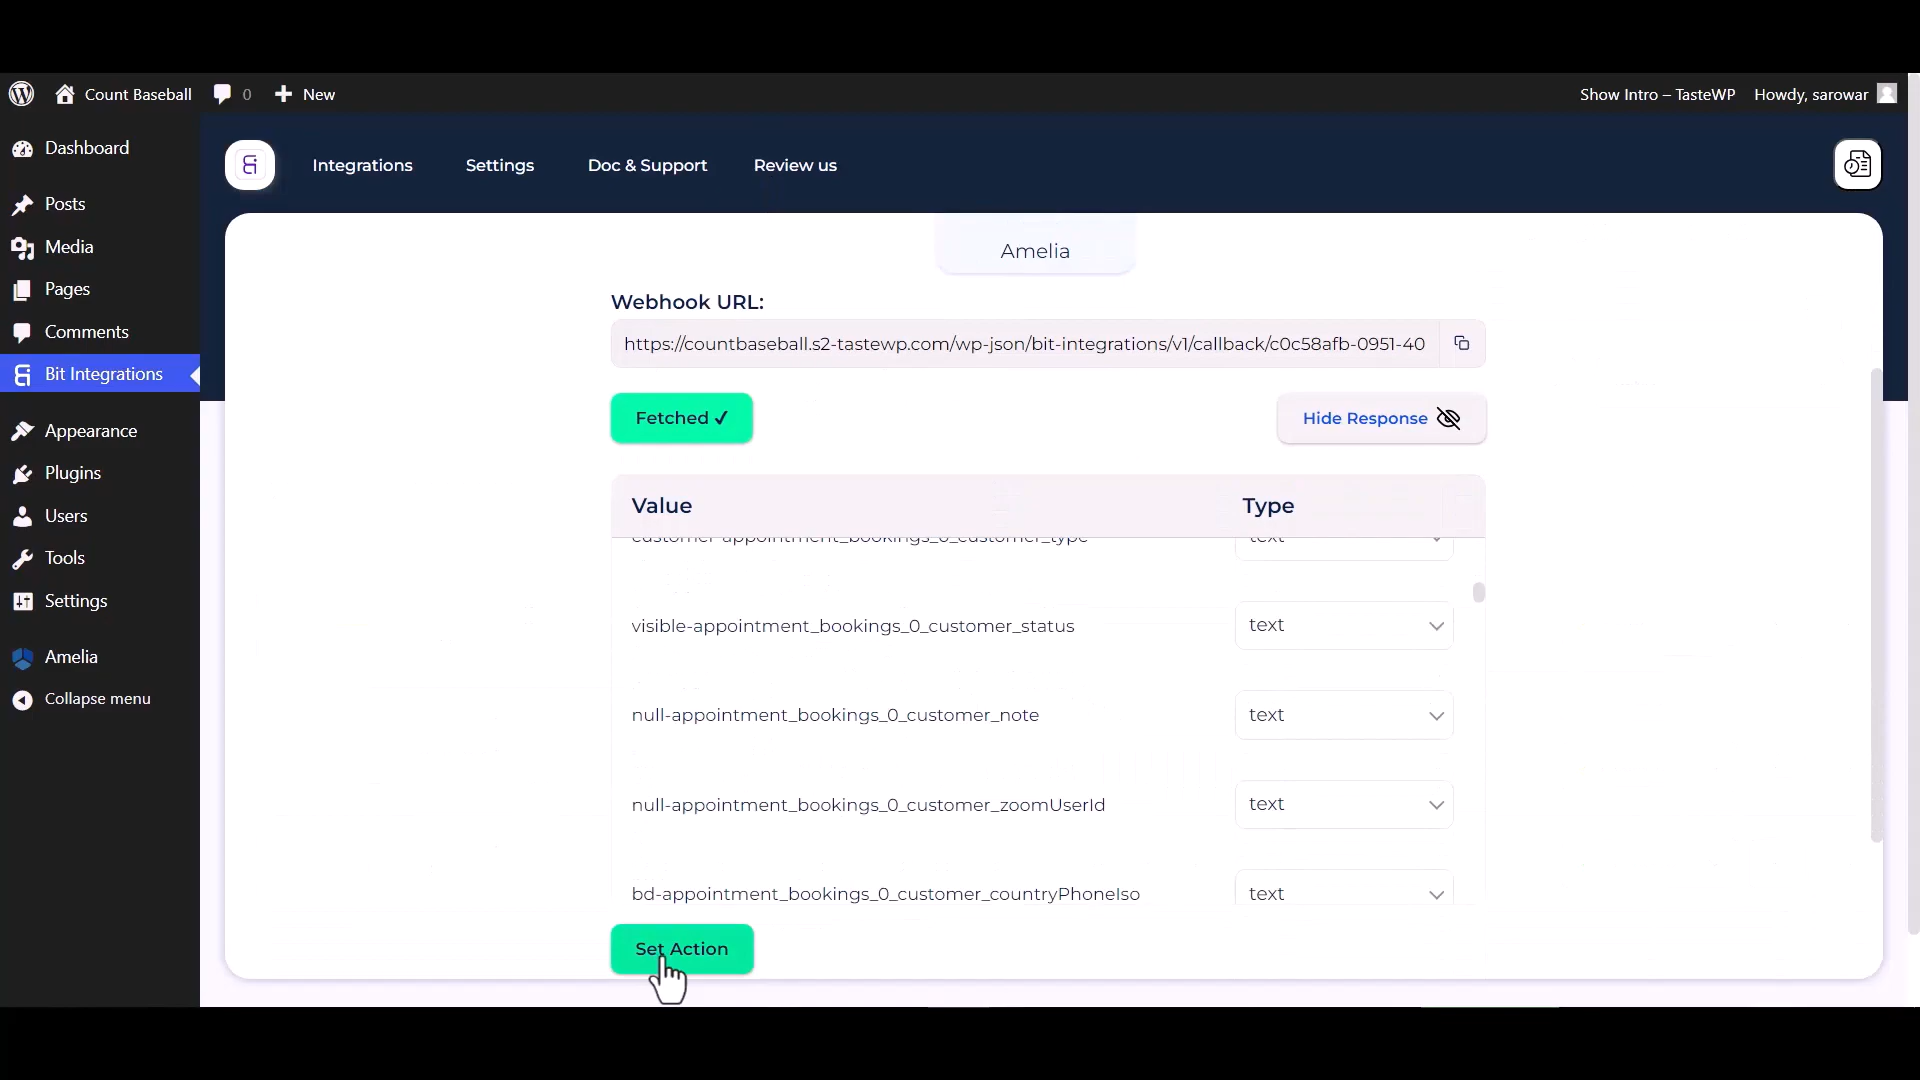 Count Baseball
0
New
Show Intro – TasteWP
Howdy, sarowar
Dashboard
Posts
Media
Pages
Comments
Bit Integrations
Appearance
Plugins
Users
Tools
Settings
Amelia
Collapse menu
Integrations
Settings
Doc & Support
Review us
Amelia
Webhook URL:
https://countbaseball.s2-tastewp.com/wp-json/bit-integrations/v1/callback/c0c58afb-0951-40
Fetched ✓
Hide Response
Value Type
customer-appointment_bookings_0_customer_type text
visible-appointment_bookings_0_customer_status text
null-appointment_bookings_0_customer_note text
null-appointment_bookings_0_customer_zoomUserId text
bd-appointment_bookings_0_customer_countryPhoneIso text
Set Action